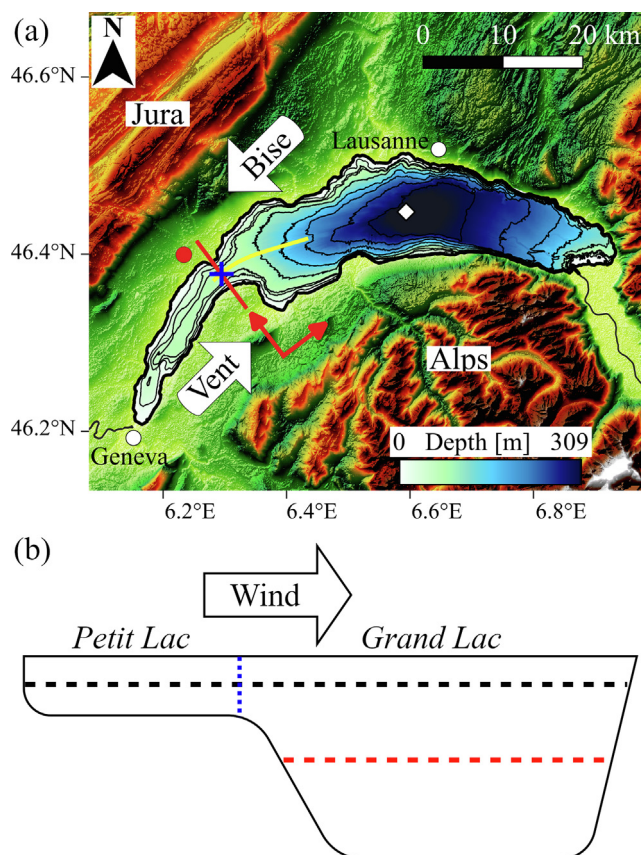 (a)
N
0 10 20 km
46.6°N
Jura
Bise
Lausanne
46.4°N
Vent
Alps
46.2°N
Geneva
0 Depth [m] 309
6.2°E 6.4°E 6.6°E 6.8°E
(b)
Wind
Petit Lac Grand Lac